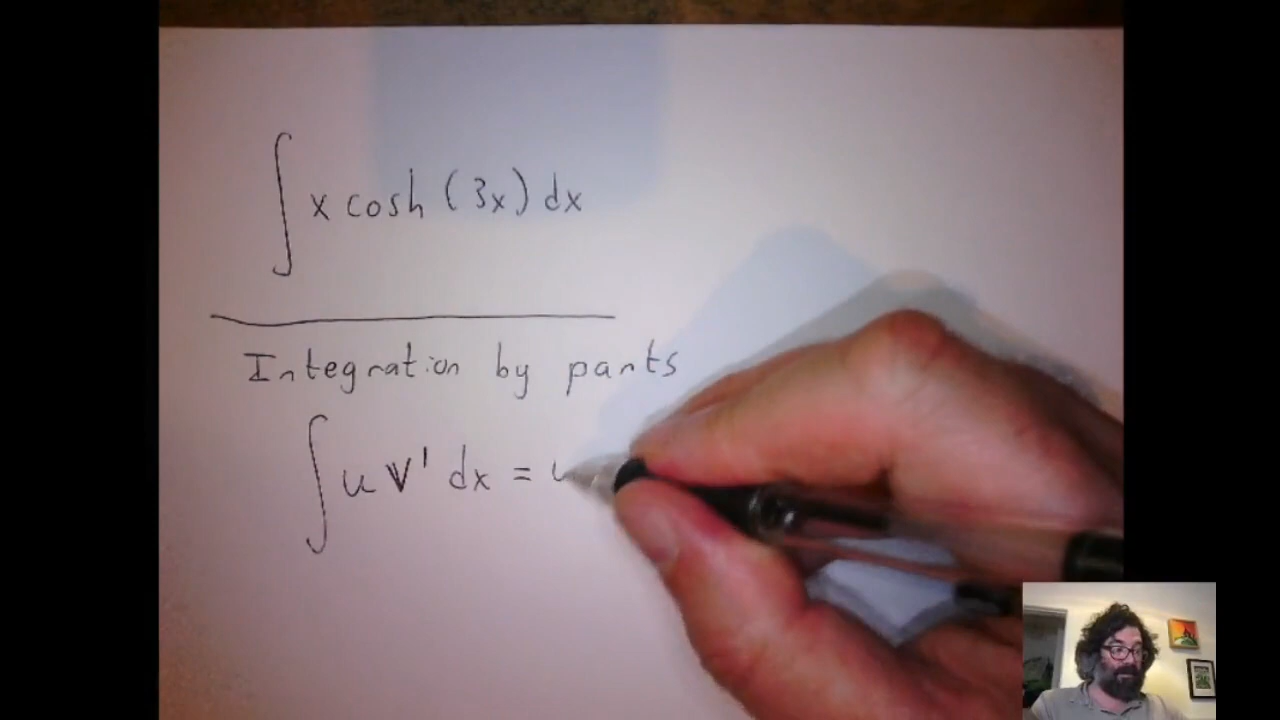 ∫ x cosh (3x) dx
Integration by parts
∫ u v' dx = u